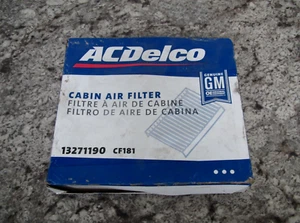 ACDelco
GENUINE
GM
CABIN AIR FILTER
FILTRE À AIR DE CABINE
FILTRO DE AIRE DE CABINA
13271190 CF181